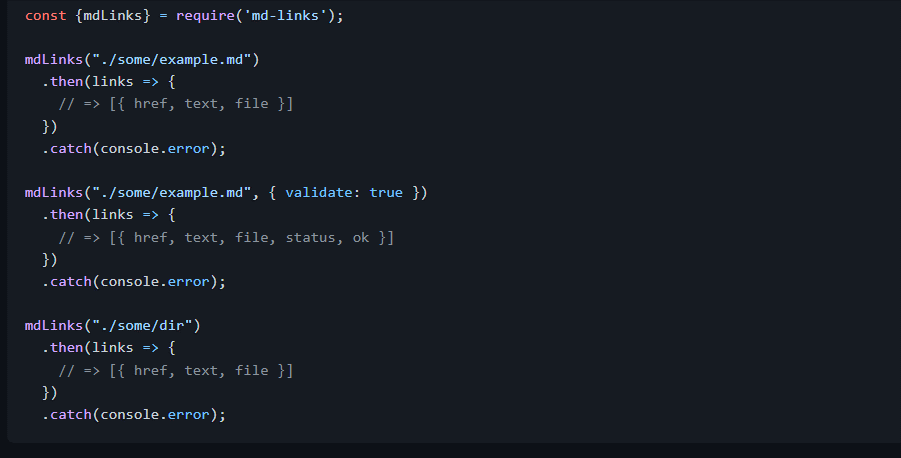 const {mdLinks} = require('md-links');

mdLinks("./some/example.md")
  .then(links => {
    // => [{ href, text, file }]
  })
  .catch(console.error);

mdLinks("./some/example.md", { validate: true })
  .then(links => {
    // => [{ href, text, file, status, ok }]
  })
  .catch(console.error);

mdLinks("./some/dir")
  .then(links => {
    // => [{ href, text, file }]
  })
  .catch(console.error);